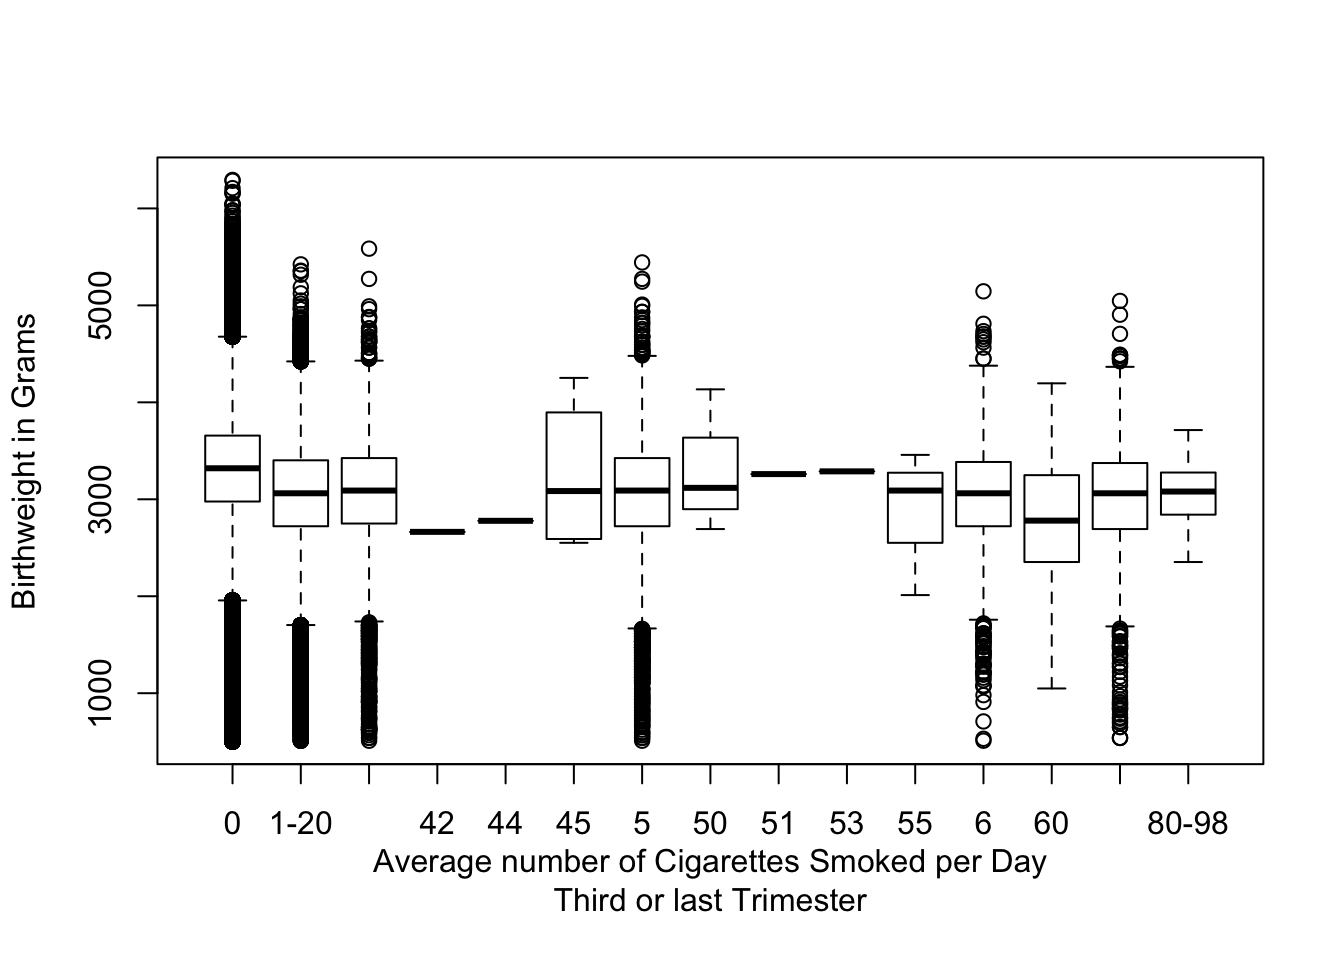 Birthweight in Grams
5000
3000
1000
0 1-20 42 44 45 5 50 51 53 55 6 60 80-98
Average number of Cigarettes Smoked per Day
Third or last Trimester